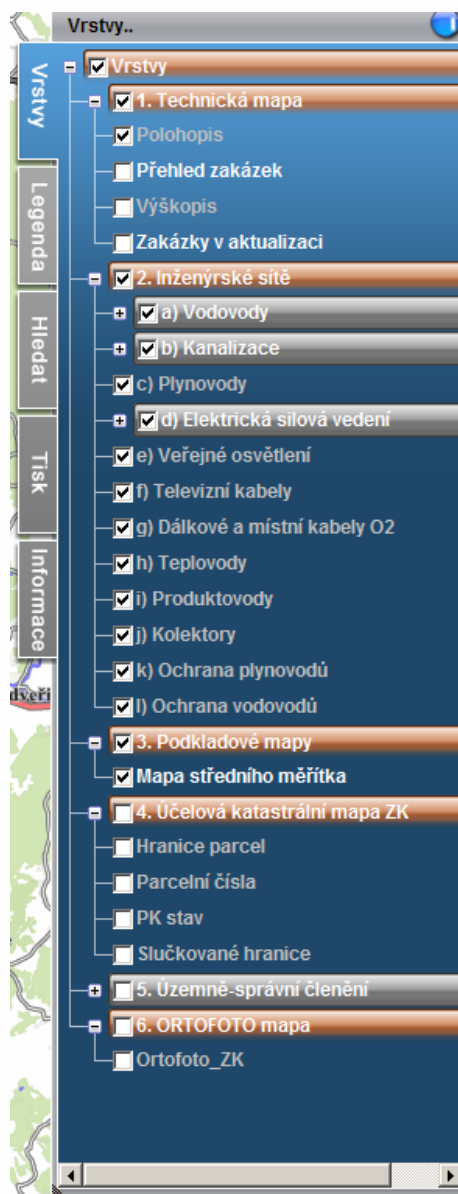 Vrstvy..
Vrstvy
Legenda
Hledat
Tisk
Informace
Vrstvy
1. Technická mapa
Polohopis
Přehled zakázek
Výškopis
Zakázky v aktualizaci
2. Inženýrské sítě
a) Vodovody
b) Kanalizace
c) Plynovody
d) Elektrická silová vedení
e) Veřejné osvětlení
f) Televizní kabely
g) Dálkové a místní kabely O2
h) Teplovody
i) Produktovody
j) Kolektory
k) Ochrana plynovodů
l) Ochrana vodovodů
3. Podkladové mapy
Mapa středního měřítka
4. Účelová katastrální mapa ZK
Hranice parcel
Parcelní čísla
PK stav
Slučkované hranice
5. Územně-správní členění
6. ORTOFOTO mapa
Ortofoto_ZK